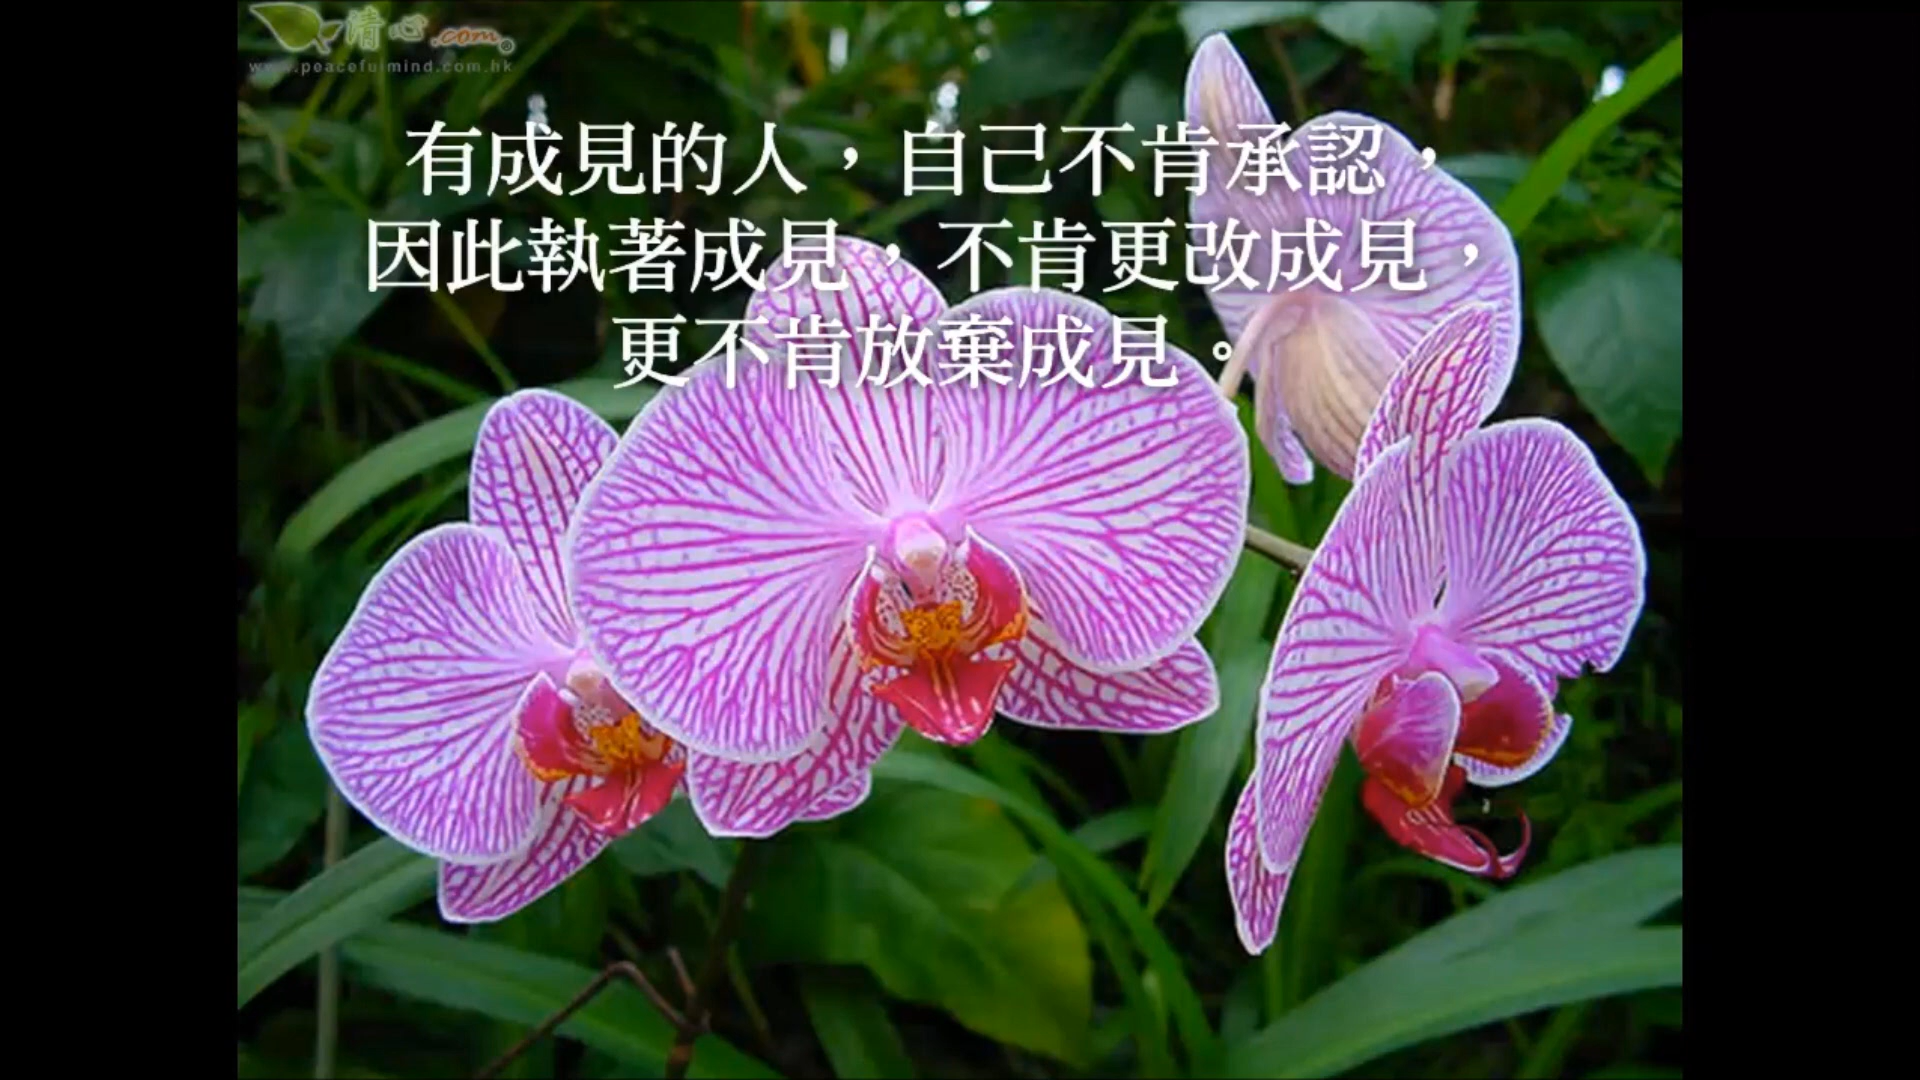 清心.com®
www.peacefulmind.com.hk
有成見的人，自己不肯承認，
因此執著成見，不肯更改成見，
更不肯放棄成見。